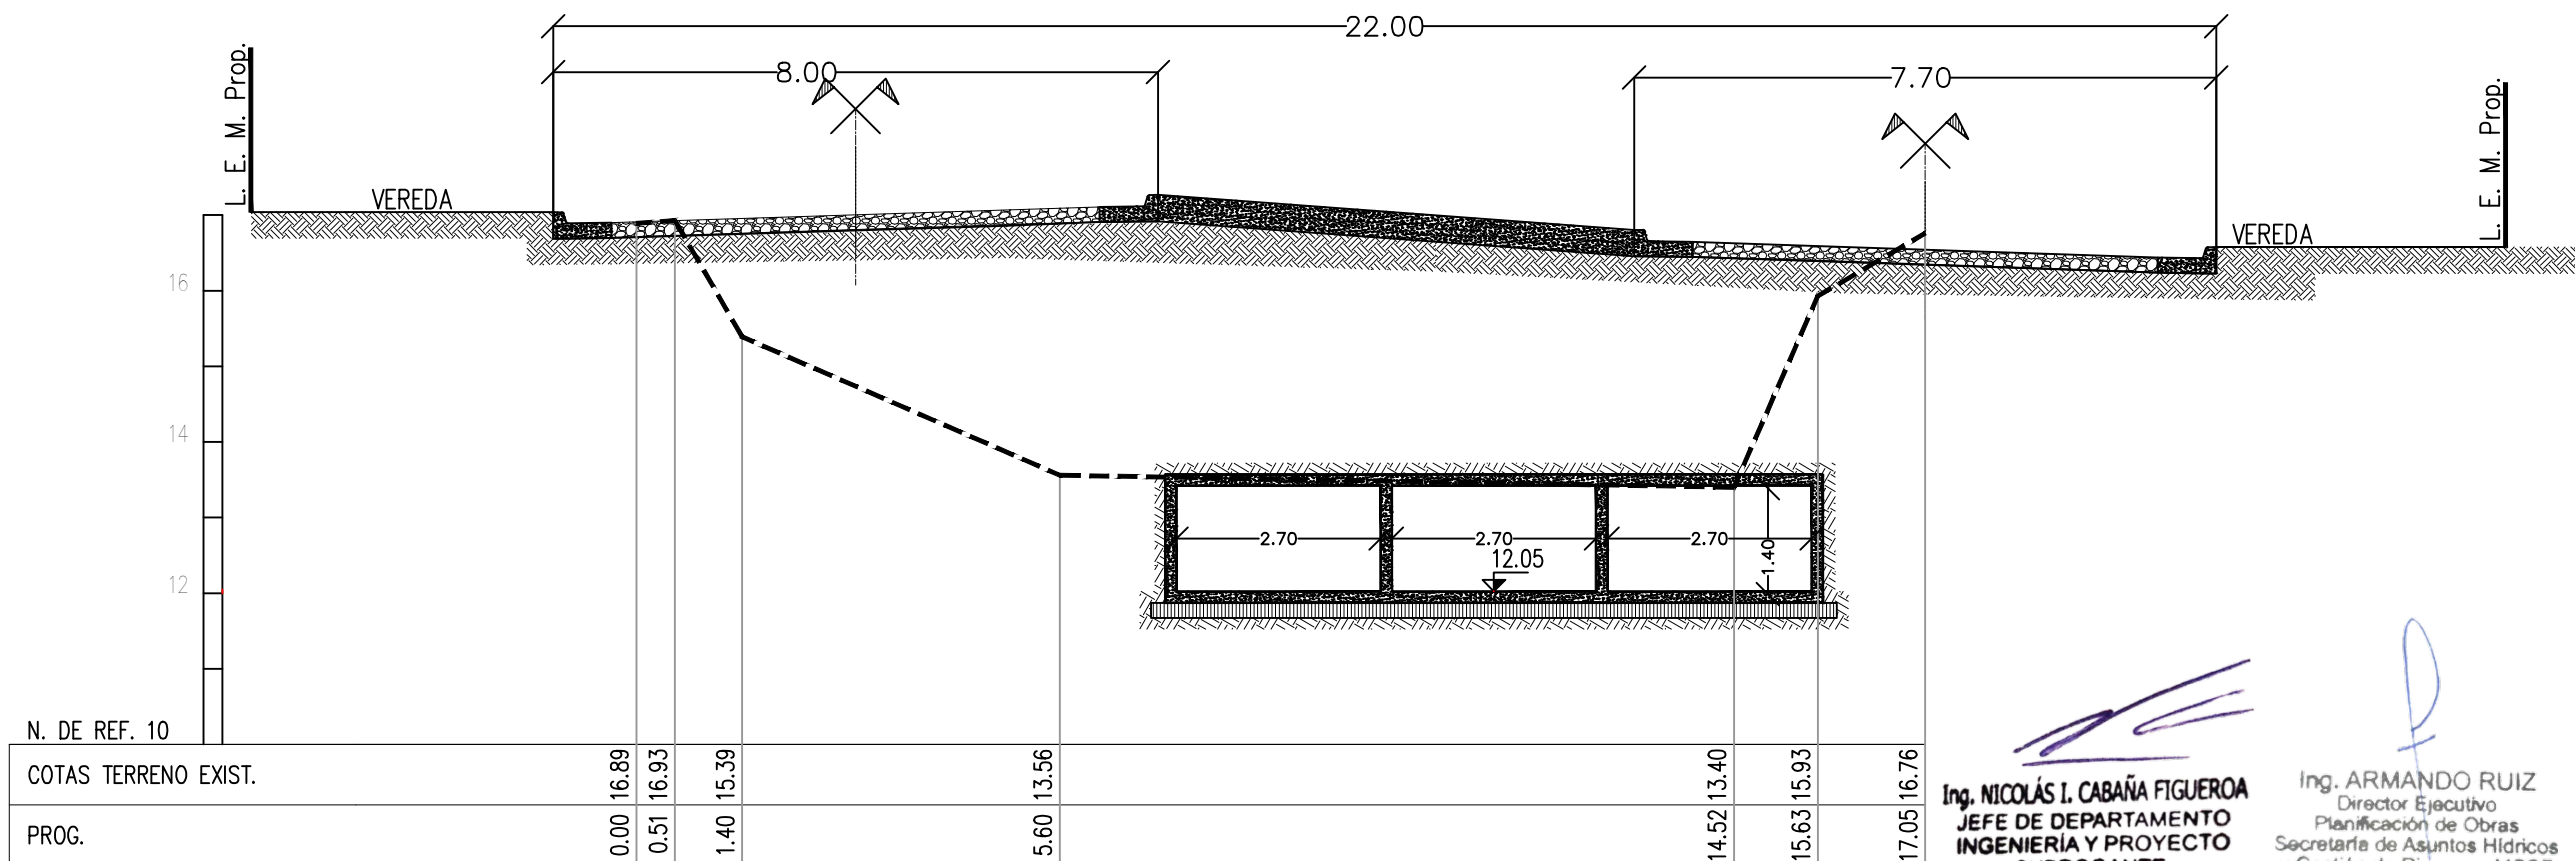 22.00
8.00
7.70
L. E. M. Prop.
L. E. M. Prop.
VEREDA
VEREDA
16
14
12
2.70
2.70
2.70
1.40
12.05
N. DE REF. 10
COTAS TERRENO EXIST.
16.89
16.93
15.39
13.56
13.40
15.93
16.76
PROG.
0.00
0.51
1.40
5.60
14.52
15.63
17.05
Ing. NICOLÁS I. CABAÑA FIGUEROA
JEFE DE DEPARTAMENTO
INGENIERÍA Y PROYECTO
Ing. ARMANDO RUIZ
Director Ejecutivo
Planificación de Obras
Secretaría de Asuntos Hídricos